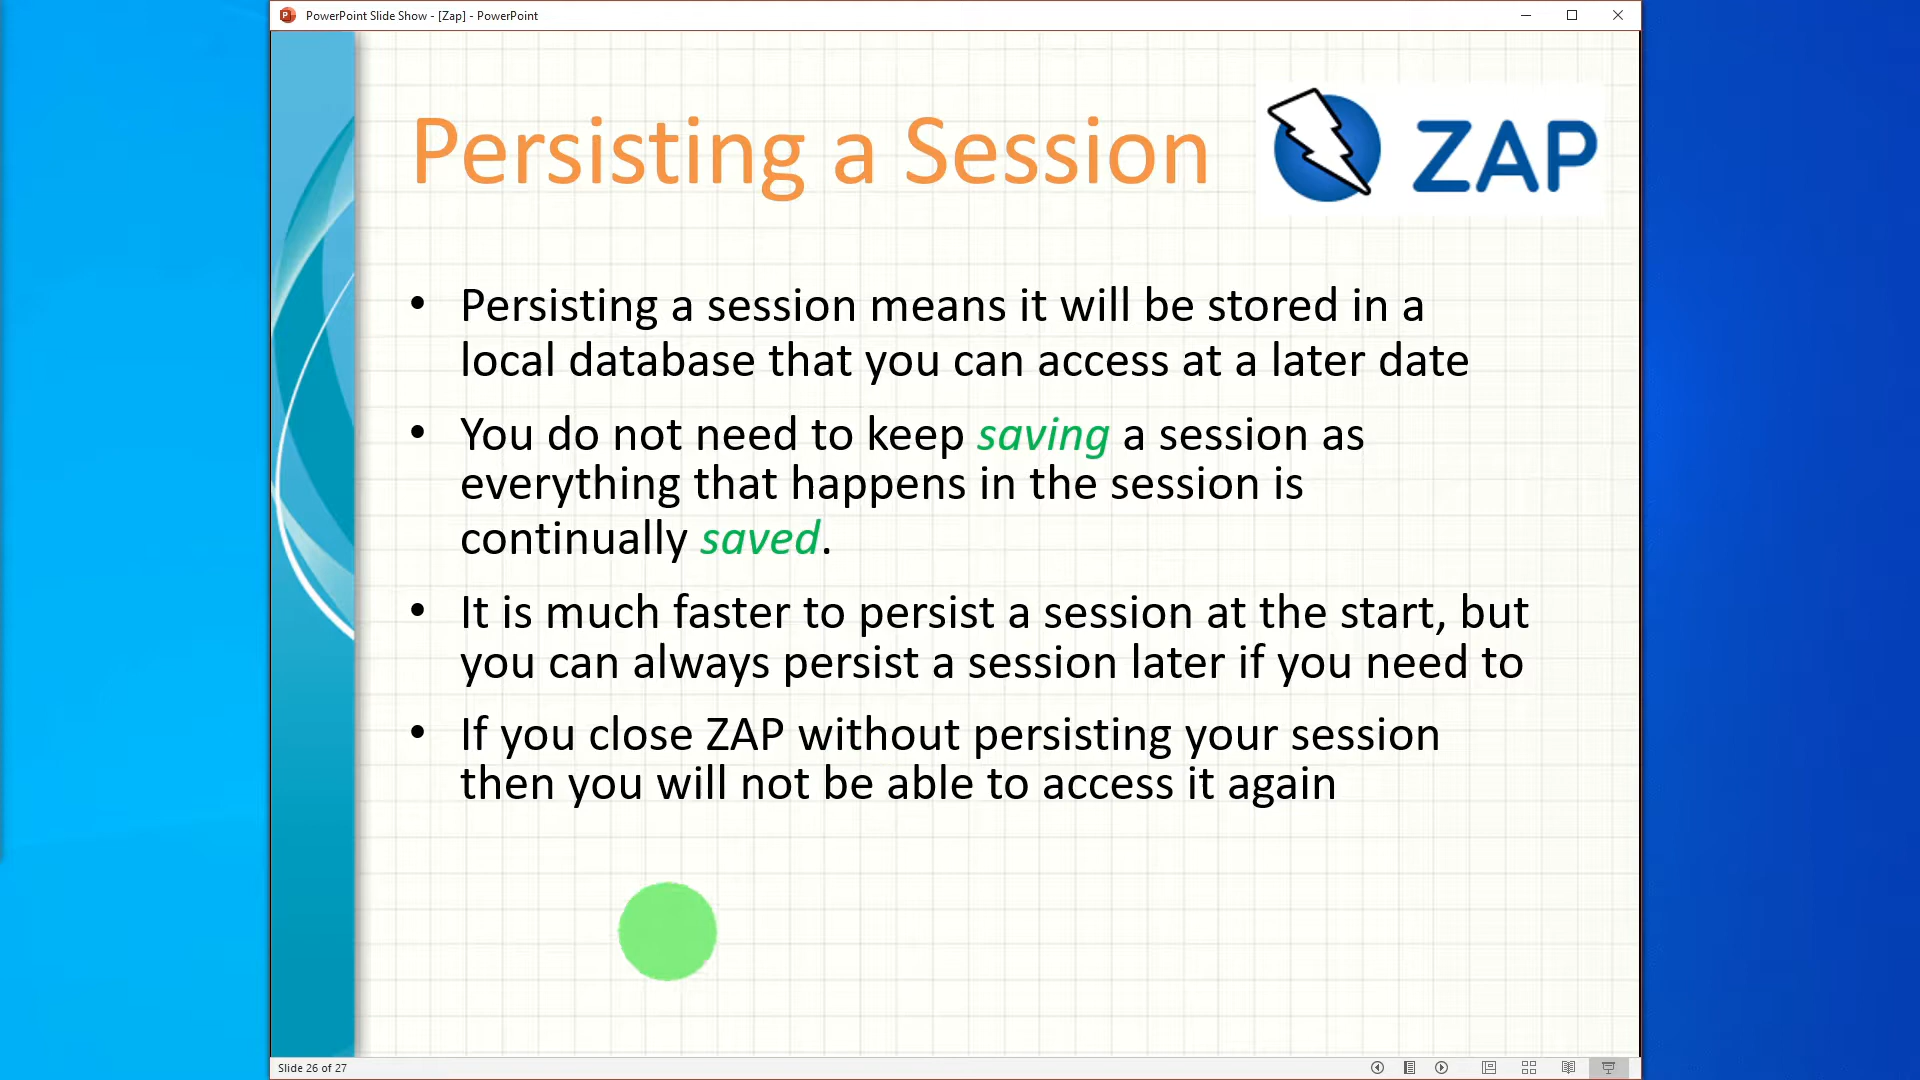 PowerPoint Slide Show - [Zap] - PowerPoint
Persisting a Session
ZAP
• Persisting a session means it will be stored in a
local database that you can access at a later date
• You do not need to keep saving a session as
everything that happens in the session is
continually saved.
• It is much faster to persist a session at the start, but
you can always persist a session later if you need to
• If you close ZAP without persisting your session
then you will not be able to access it again
Slide 26 of 27